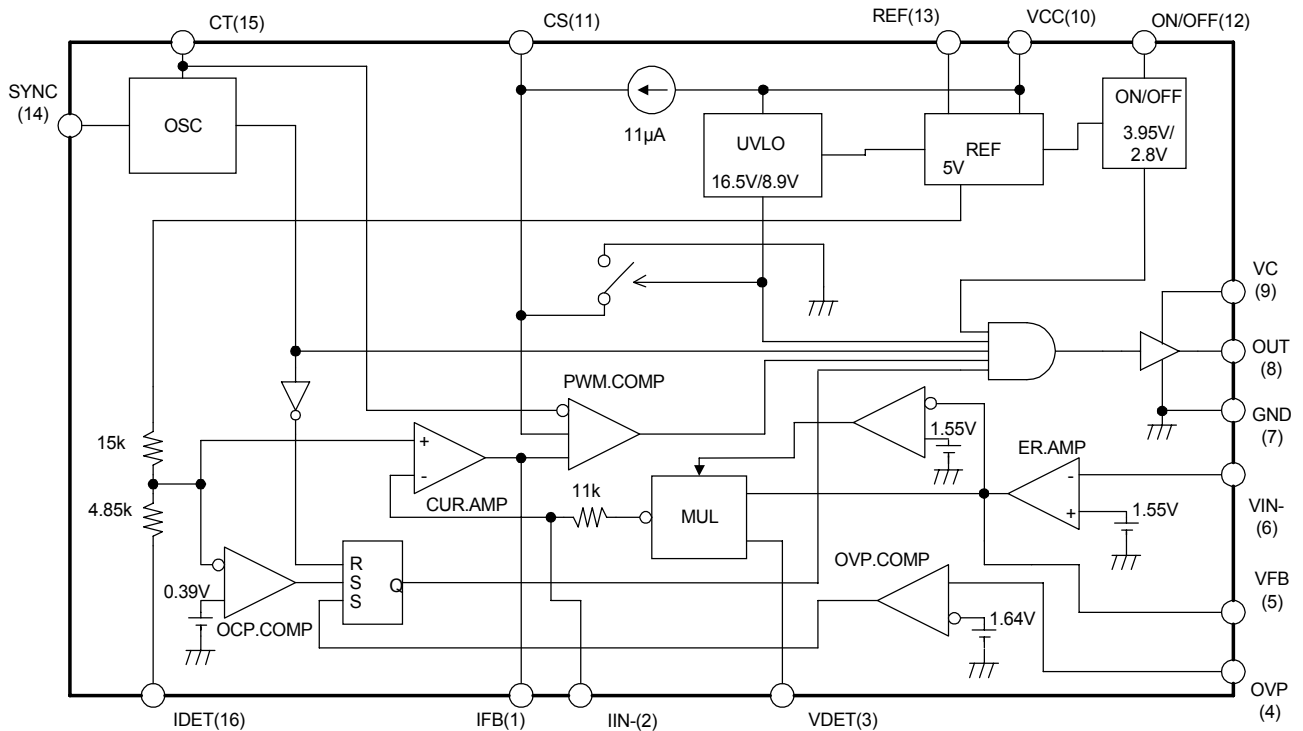 CT(15)
CS(11)
REF(13)
VCC(10)
ON/OFF(12)
SYNC
(14)
OSC
11µA
UVLO
16.5V/8.9V
5V
REF
ON/OFF
3.95V/
2.8V
VC
(9)
OUT
(8)
GND
(7)
PWM.COMP
15k
+
-
CUR.AMP
4.85k
11k
MUL
1.55V
ER.AMP
-
+
1.55V
VIN-
(6)
0.39V
OCP.COMP
R
S
S
Q
OVP.COMP
1.64V
VFB
(5)
OVP
(4)
IDET(16)
IFB(1)
IIN-(2)
VDET(3)